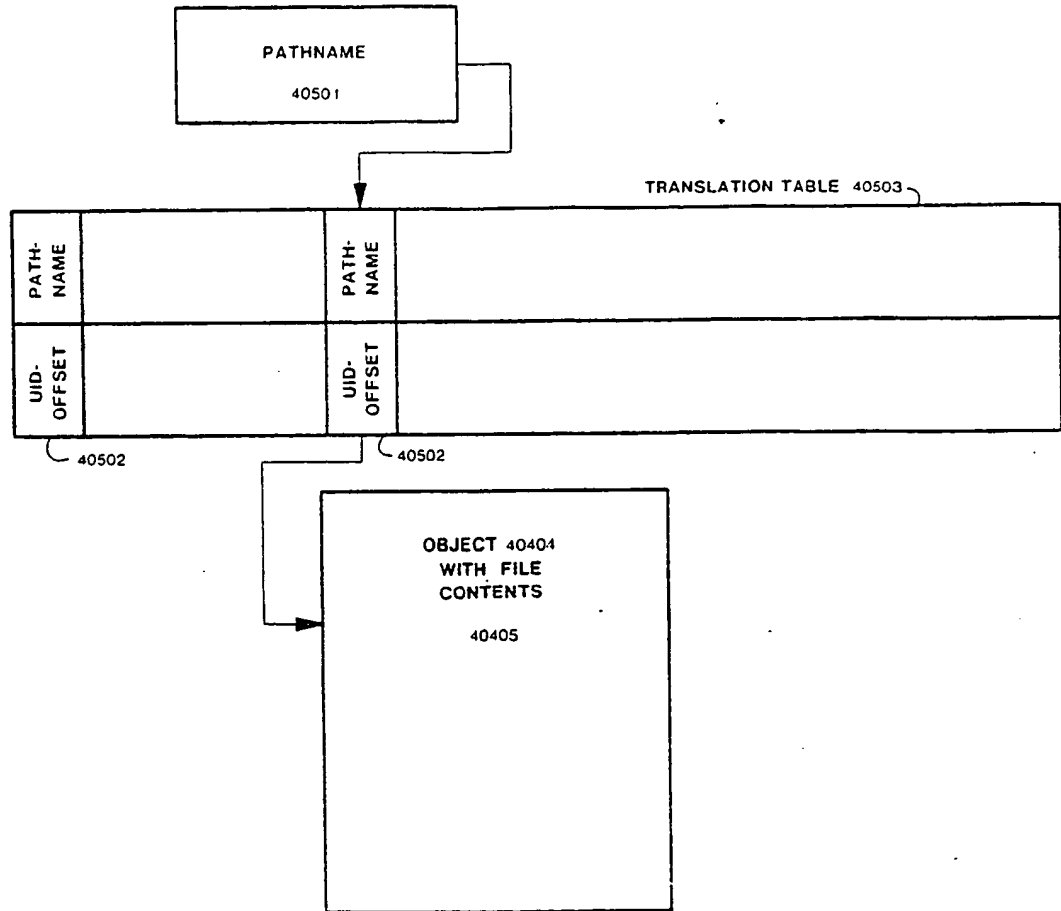 PATHNAME
40501
TRANSLATION TABLE 40503
PATH-
NAME
PATH-
NAME
UID-
OFFSET
UID-
OFFSET
40502
40502
OBJECT 40404
WITH FILE
CONTENTS
40405